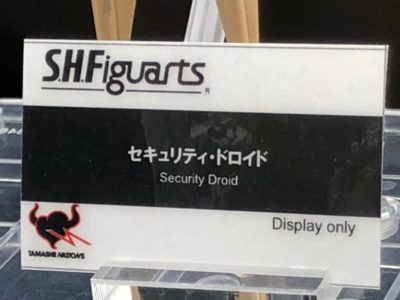 S.H.Figuarts
®
セキュリティ・ドロイド
Security Droid
Display only
TAMASHII NATIONS